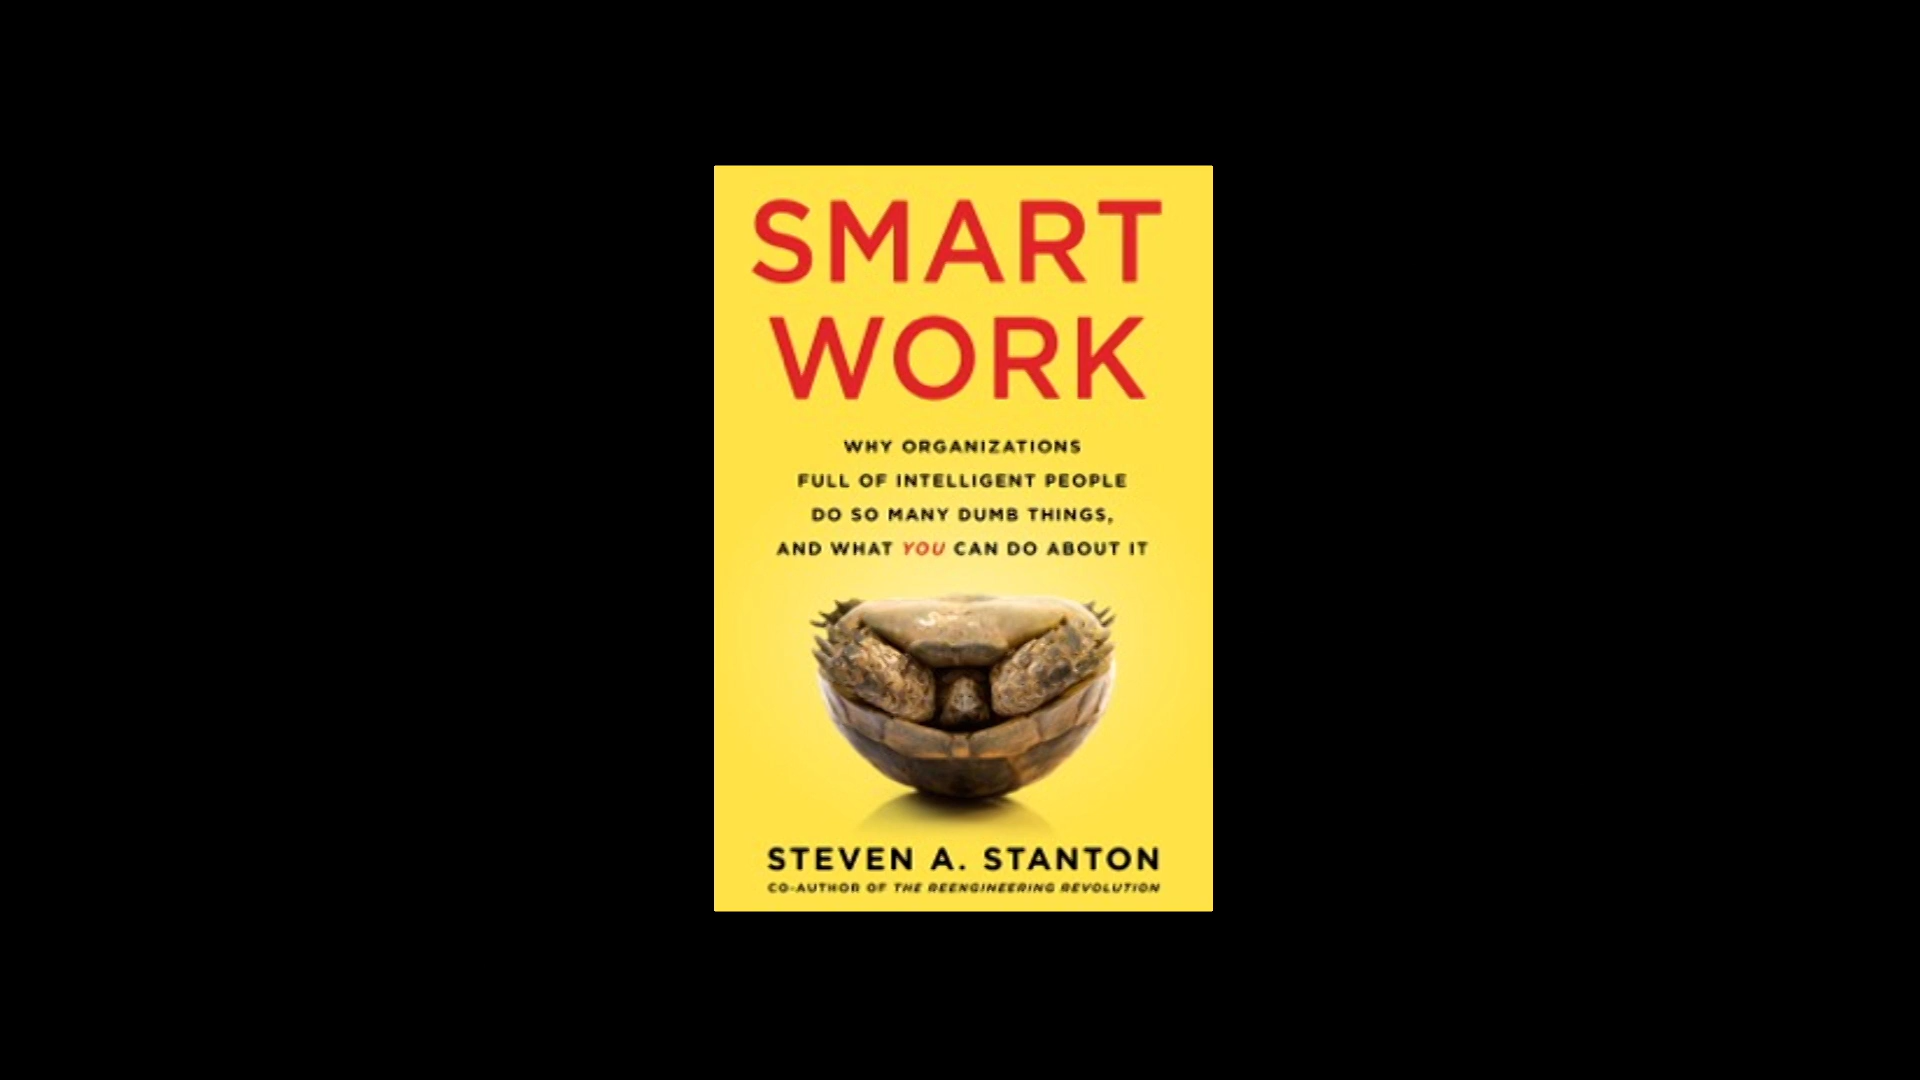 SMART
WORK
WHY ORGANIZATIONS
FULL OF INTELLIGENT PEOPLE
DO SO MANY DUMB THINGS,
AND WHAT YOU CAN DO ABOUT IT
STEVEN A. STANTON
CO-AUTHOR OF THE REENGINEERING REVOLUTION